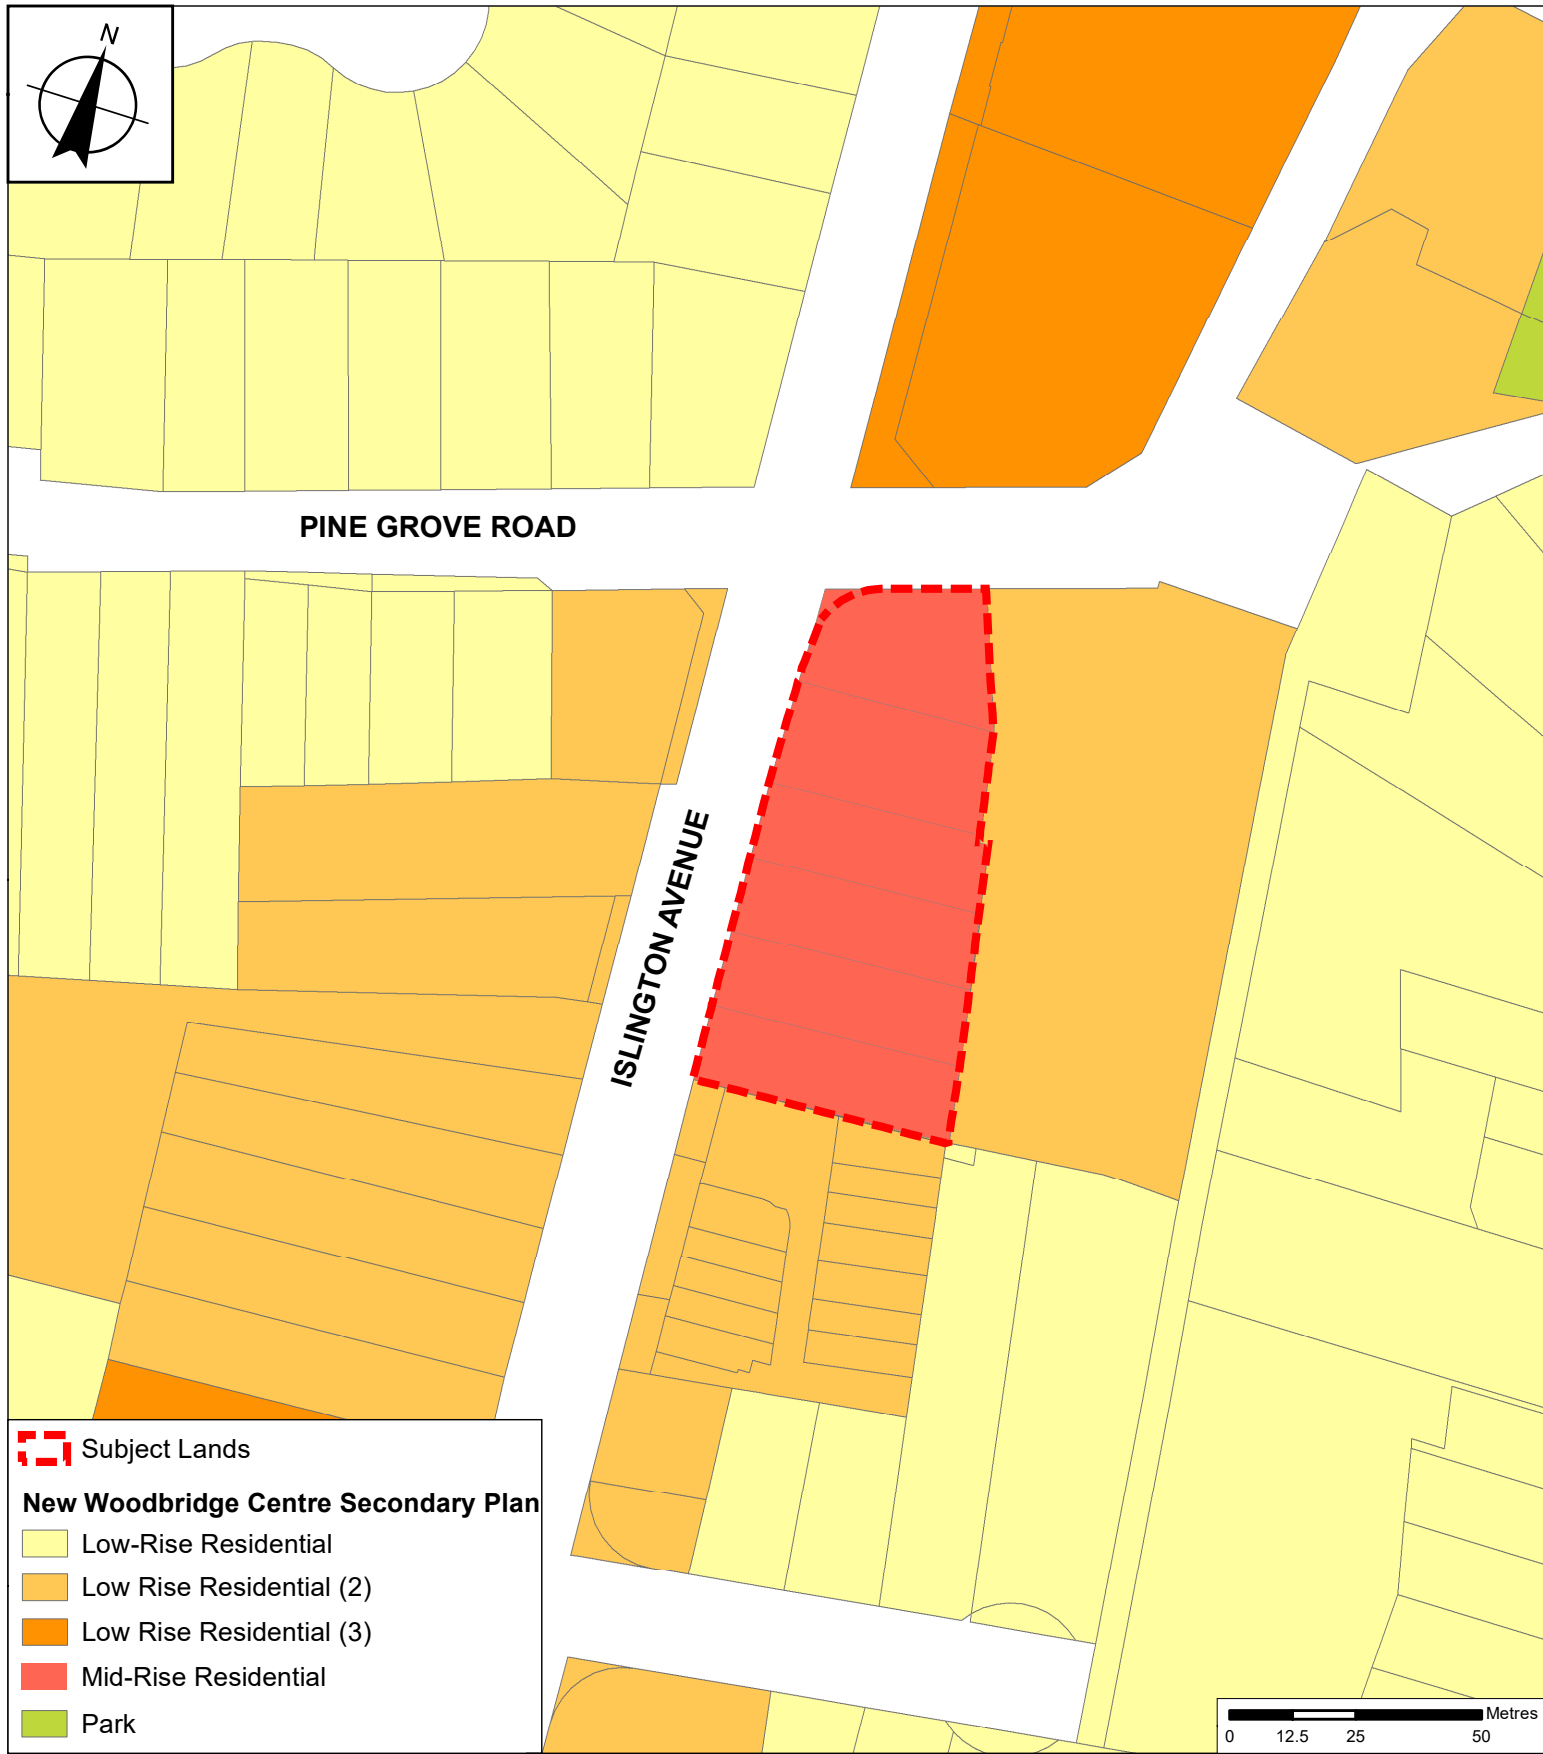 N
PINE GROVE ROAD
ISLINGTON AVENUE
Subject Lands
New Woodbridge Centre Secondary Plan
Low-Rise Residential
Low Rise Residential (2)
Low Rise Residential (3)
Mid-Rise Residential
Park
Metres
0 12.5 25 50